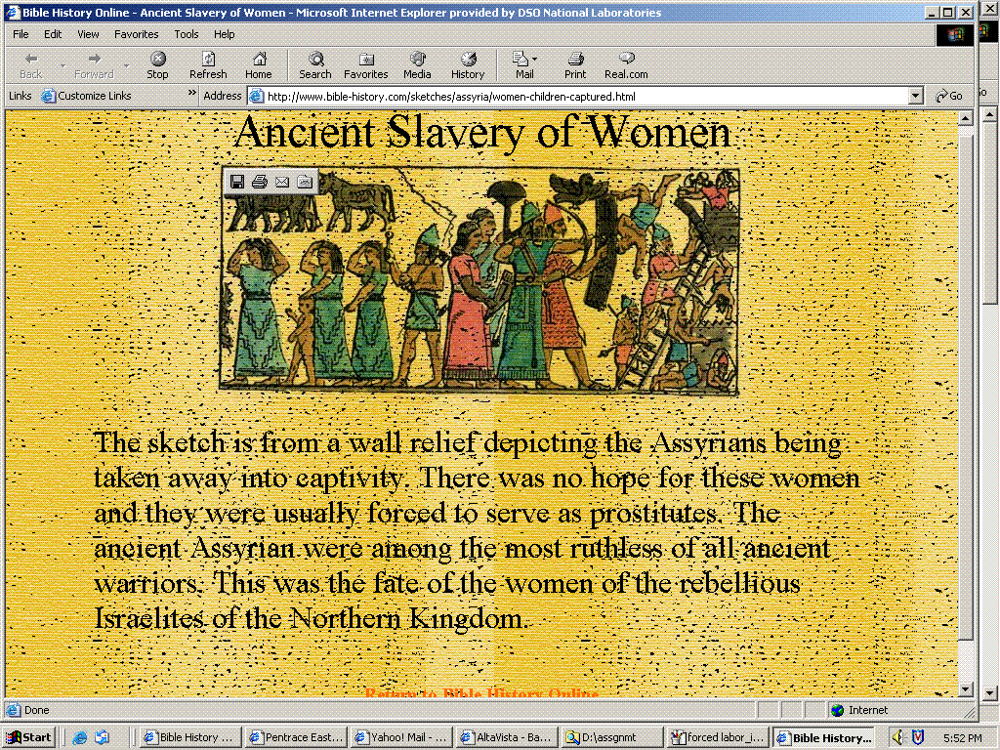 Bible History Online - Ancient Slavery of Women - Microsoft Internet Explorer provided by DSO National Laboratories
File Edit View Favorites Tools Help
Back Forward Stop Refresh Home Search Favorites Media History Mail Print Real.com
Links Customize Links » Address http://www.bible-history.com/sketches/assyria/women-children-captured.html Go
Ancient Slavery of Women
The sketch is from a wall relief depicting the Assyrians being
taken away into captivity. There was no hope for these women
and they were usually forced to serve as prostitutes. The
ancient Assyrian were among the most ruthless of all ancient
warriors. This was the fate of the women of the rebellious
Israelites of the Northern Kingdom.
Return to Bible History Online
Done Internet
Start Bible History ... Pentrace East... Yahoo! Mail - ... AltaVista - Ba... D:\assgnmt forced labor_i... Bible History... 5:52 PM